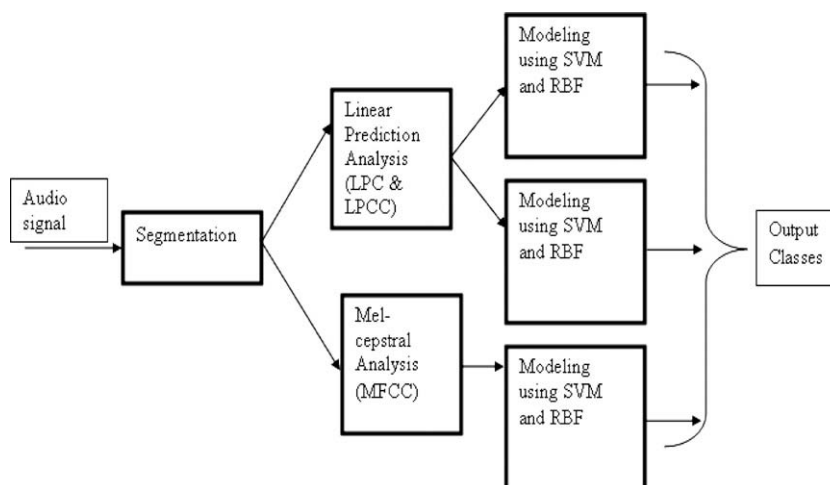 Audio
signal
Segmentation
Linear
Prediction
Analysis
(LPC &
LPCC)
Mel-
cepstral
Analysis
(MFCC)
Modeling
using SVM
and RBF
Modeling
using SVM
and RBF
Modeling
using SVM
and RBF
Output
Classes